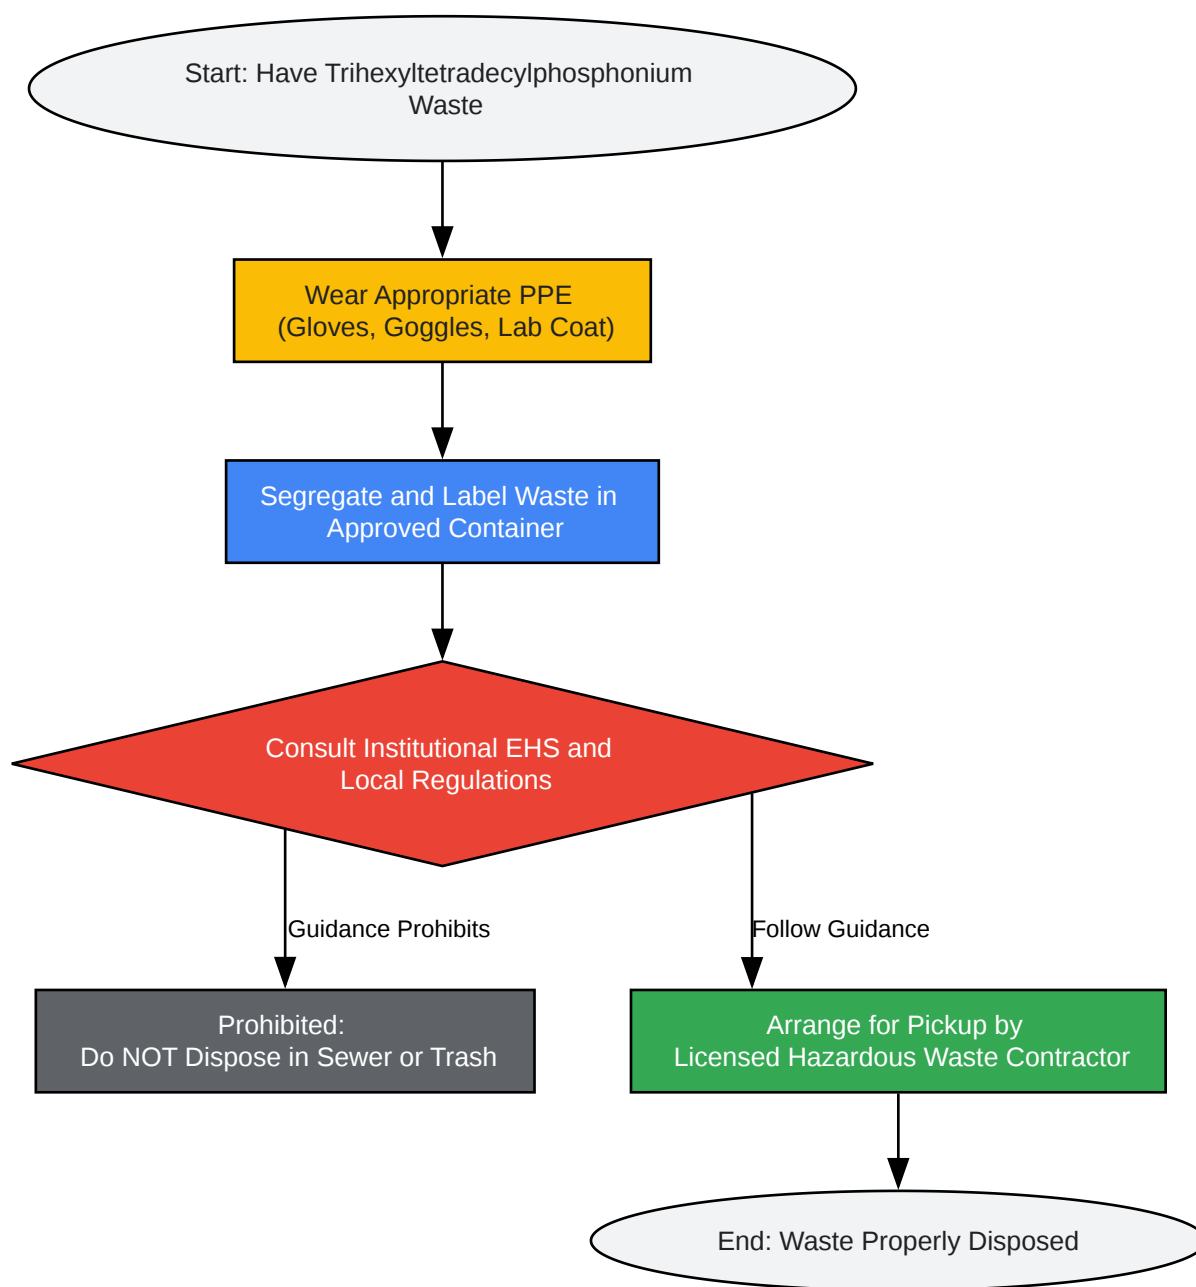 Start: Have Trihexyltetradecylphosphonium
Waste
Wear Appropriate PPE
(Gloves, Goggles, Lab Coat)
Segregate and Label Waste in
Approved Container
Consult Institutional EHS and
Local Regulations
Guidance Prohibits
Follow Guidance
Prohibited:
Do NOT Dispose in Sewer or Trash
Arrange for Pickup by
Licensed Hazardous Waste Contractor
End: Waste Properly Disposed